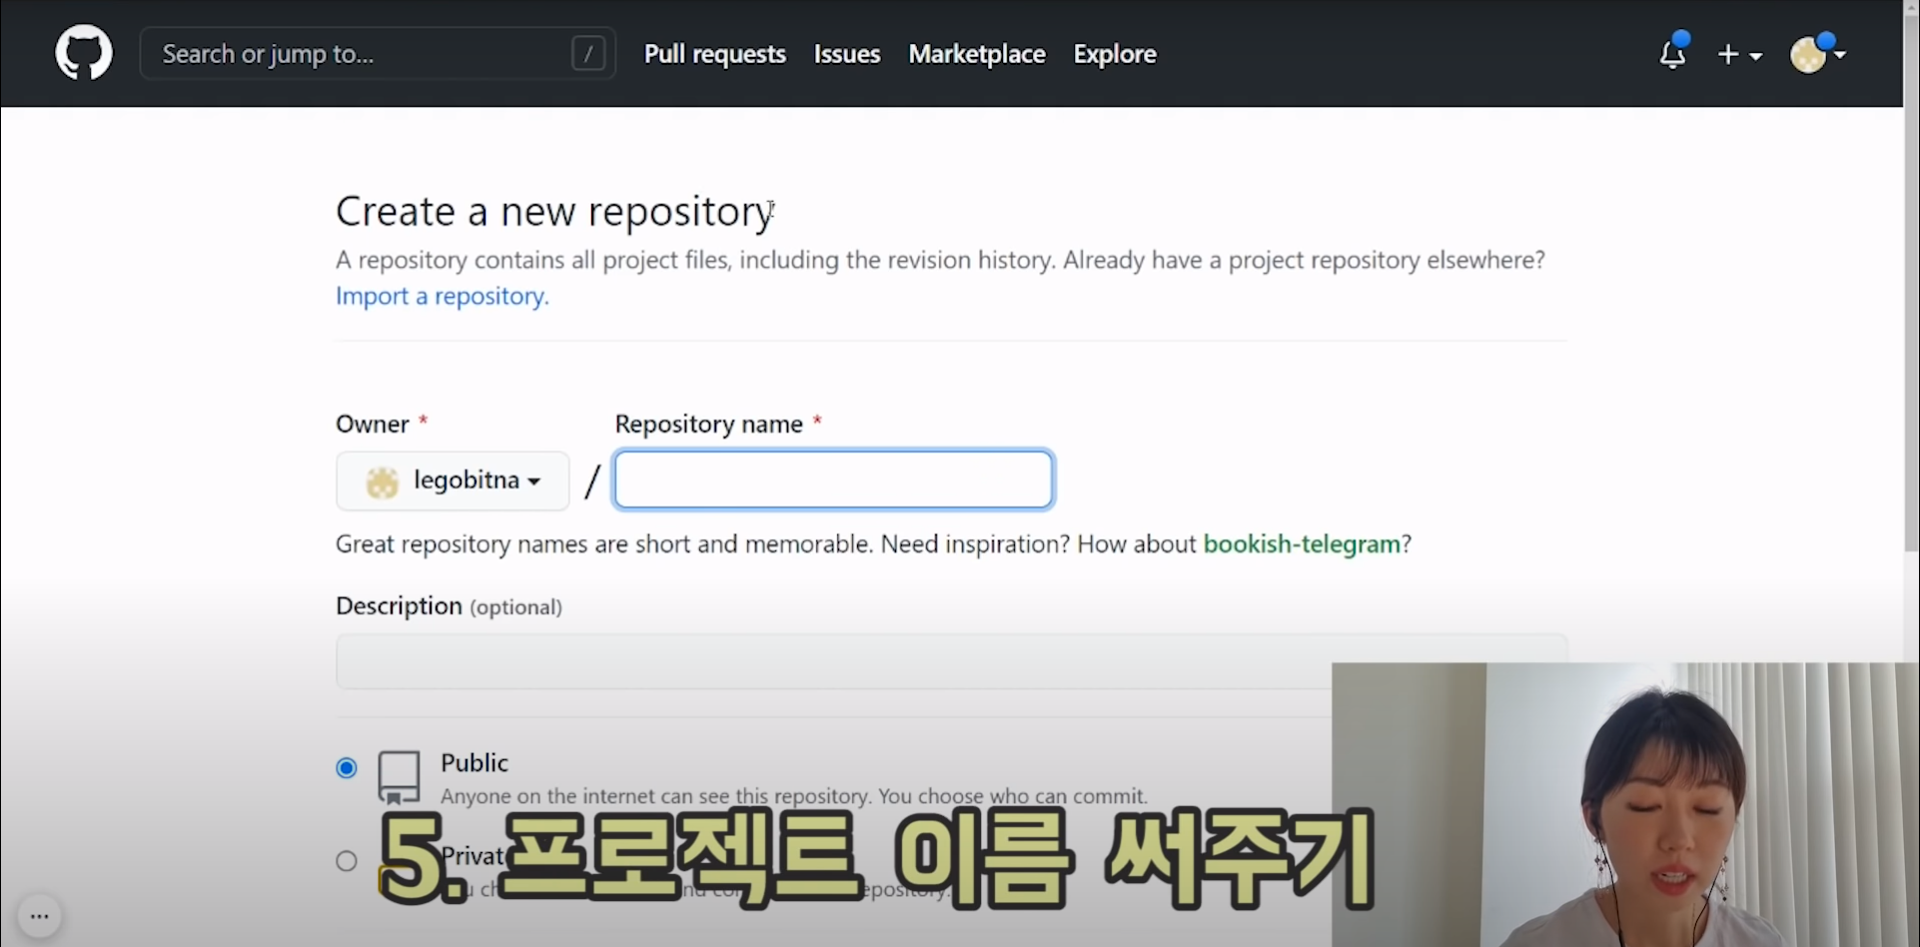 Search or jump to...
/
Pull requests
Issues
Marketplace
Explore
Create a new repository
A repository contains all project files, including the revision history. Already have a project repository elsewhere?
Import a repository.
Owner *
Repository name *
legobitna
/
Great repository names are short and memorable. Need inspiration? How about bookish-telegram?
Description (optional)
Public
Anyone on the internet can see this repository. You choose who can commit.
5. 프로젝트 이름 써주기